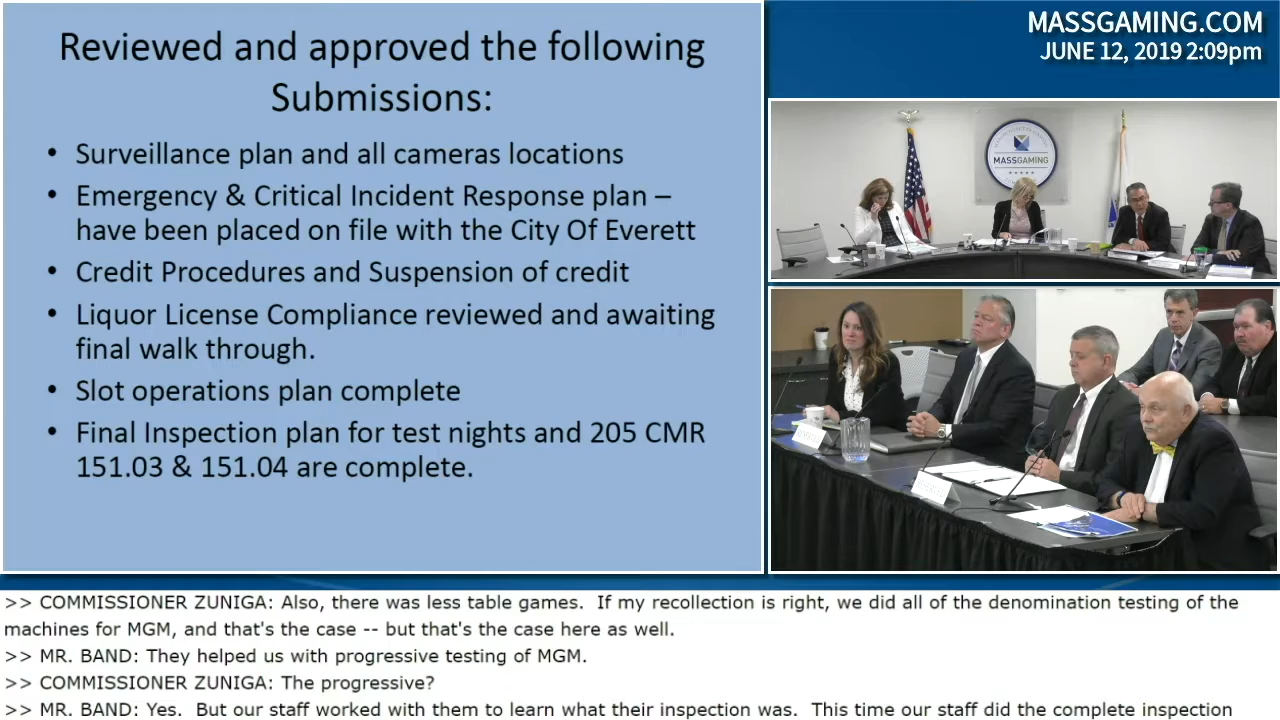 Reviewed and approved the following
Submissions:
• Surveillance plan and all cameras locations
• Emergency & Critical Incident Response plan –
have been placed on file with the City Of Everett
• Credit Procedures and Suspension of credit
• Liquor License Compliance reviewed and awaiting
final walk through.
• Slot operations plan complete
• Final Inspection plan for test nights and 205 CMR
151.03 & 151.04 are complete.
MASSGAMING.COM
JUNE 12, 2019 2:09pm
MASSGAMING
>> COMMISSIONER ZUNIGA: Also, there was less table games.  If my recollection is right, we did all of the denomination testing of the
machines for MGM, and that's the case -- but that's the case here as well.
>> MR. BAND: They helped us with progressive testing of MGM.
>> COMMISSIONER ZUNIGA: The progressive?
>> MR. BAND: Yes.  But our staff worked with them to learn what their inspection was.  This time our staff did the complete inspection